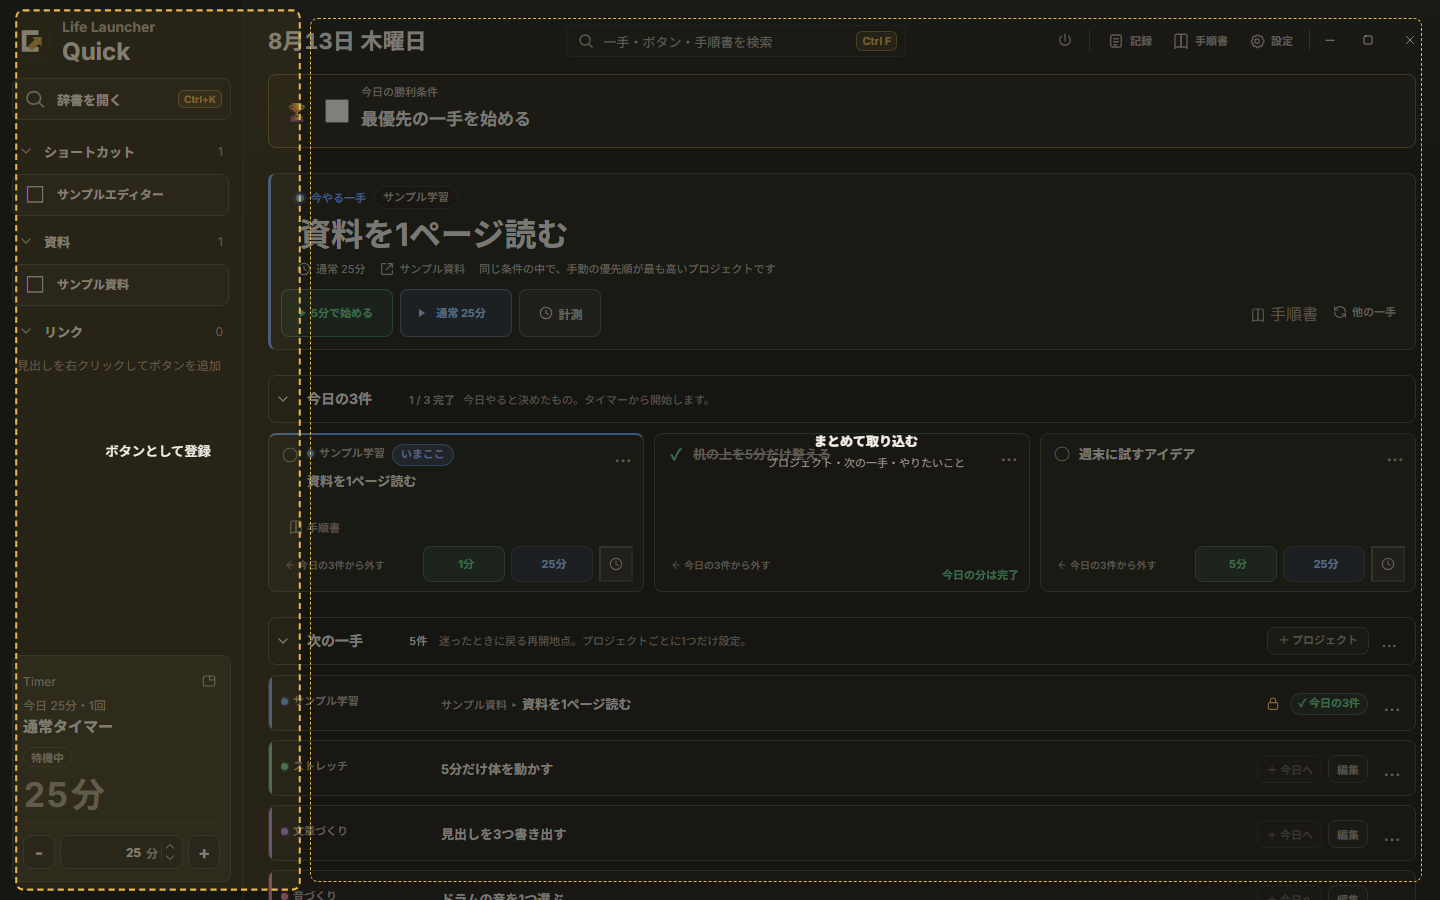 Life Launcher
Quick
辞書を開く Ctrl+K
ショートカット 1
サンプルエディター
資料 1
サンプル資料
リンク 0
見出しを右クリックしてボタンを追加
ボタンとして登録
Timer
今日 25分・1回
通常タイマー
待機中
25分
- 25 分 +
8月13日 木曜日
一手・ボタン・手順書を検索 Ctrl F
記録 手順書 設定
今日の勝利条件
最優先の一手を始める
今やる一手 サンプル学習
資料を1ページ読む
通常 25分 サンプル資料 同じ条件の中で、手動の優先順が最も高いプロジェクトです
5分で始める 通常 25分 計測 手順書 他の一手
今日の3件 1 / 3 完了 今日やると決めたもの。タイマーから開始します。
サンプル学習 いまここ ...
資料を1ページ読む
手順書
← 今日の3件から外す 1分 25分
✓ 机の上を5分だけ整える ...
まとめて取り込む
プロジェクト・次の一手・やりたいこと
← 今日の3件から外す
今日の分は完了
週末に試すアイデア ...
← 今日の3件から外す 5分 25分
次の一手 5件 迷ったときに戻る再開地点。プロジェクトごとに1つだけ設定。 + プロジェクト ...
サンプル学習 サンプル資料 ▸ 資料を1ページ読む ✓ 今日の3件 ...
ストレッチ 5分だけ体を動かす + 今日へ 編集 ...
文章づくり 見出しを3つ書き出す + 今日へ 編集 ...
音づくり ドラムの音を1つ選ぶ + 今日へ 編集